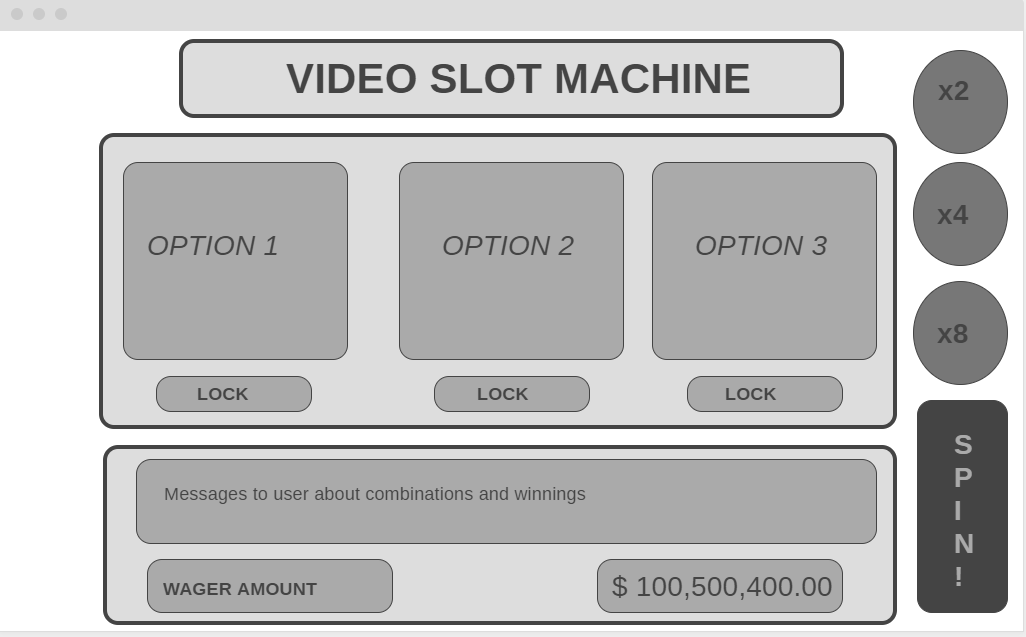 VIDEO SLOT MACHINE
x2
x4
x8
OPTION 1
OPTION 2
OPTION 3
LOCK
LOCK
LOCK
Messages to user about combinations and winnings
WAGER AMOUNT
$ 100,500,400.00
S
P
I
N
!